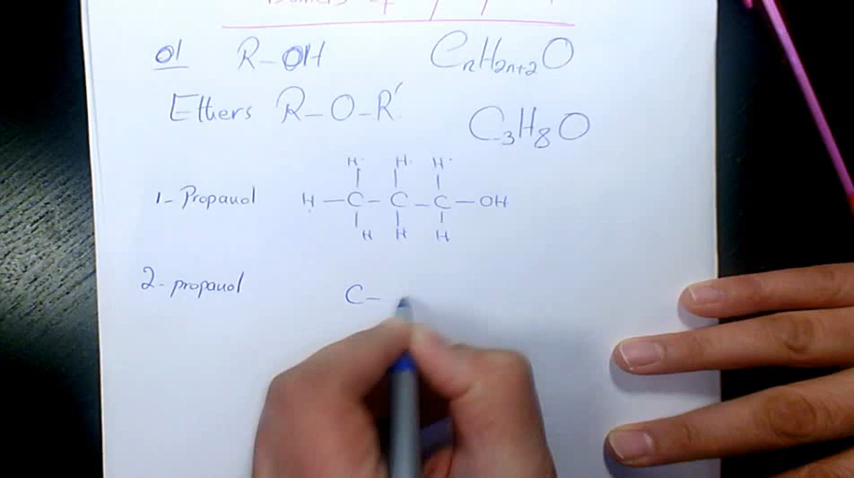 ol R-OH CnH2n+2O
Ethers R-O-R′ C3H8O
H H H
1- Propanol H-C-C-C-OH
H H H
2- propanol C-